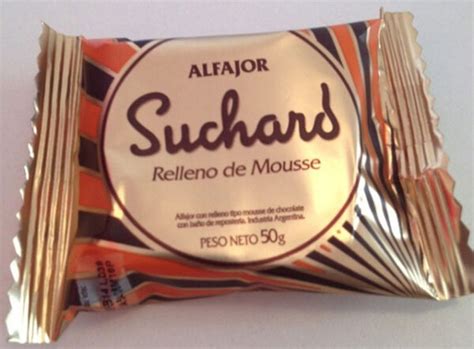 ALFAJOR
Suchard
Relleno de Mousse
Alfajor con relleno tipo mousse de chocolate
con baño de repostería. Industria Argentina.
PESO NETO 50g